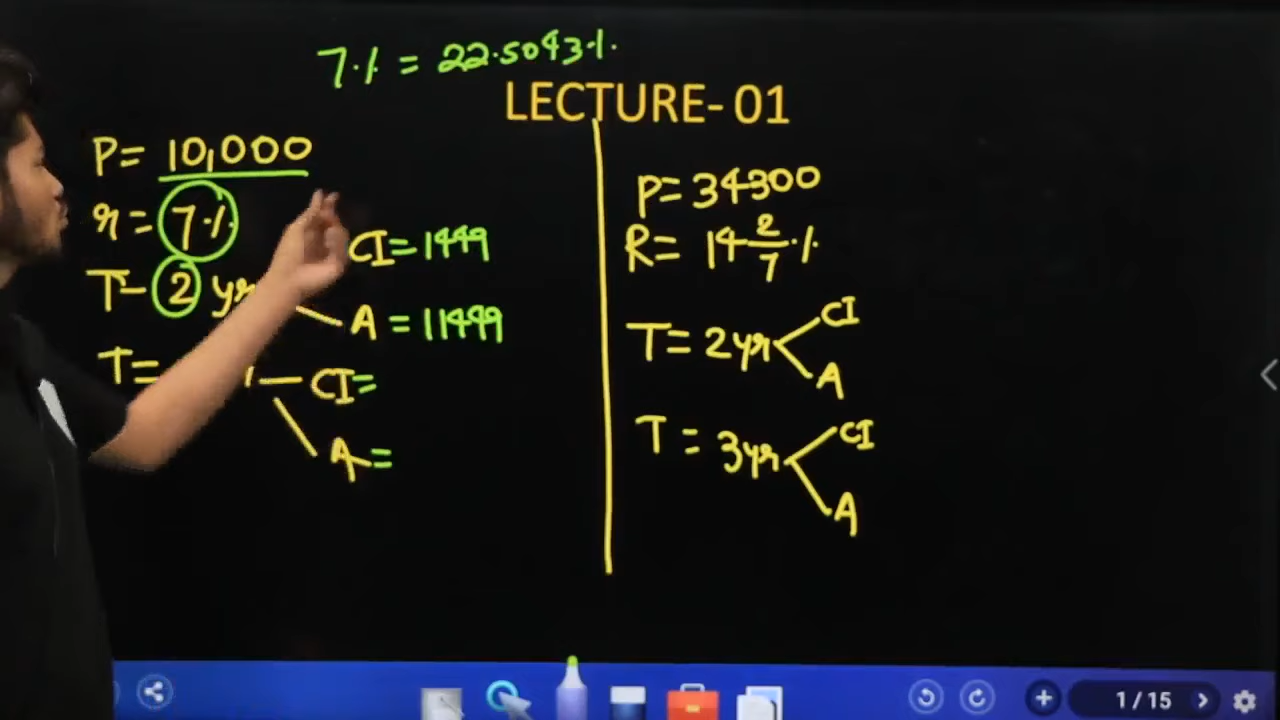 7% = 22.5043%.
LECTURE- 01
P= 10,000
r= 7%
T- 2 yr
CI= 1449
A = 11449
T=
CI=
A=
P= 34300
R= 14 2/7 %
T= 2yr
CI
A
T = 3yr
CI
A
1 / 15